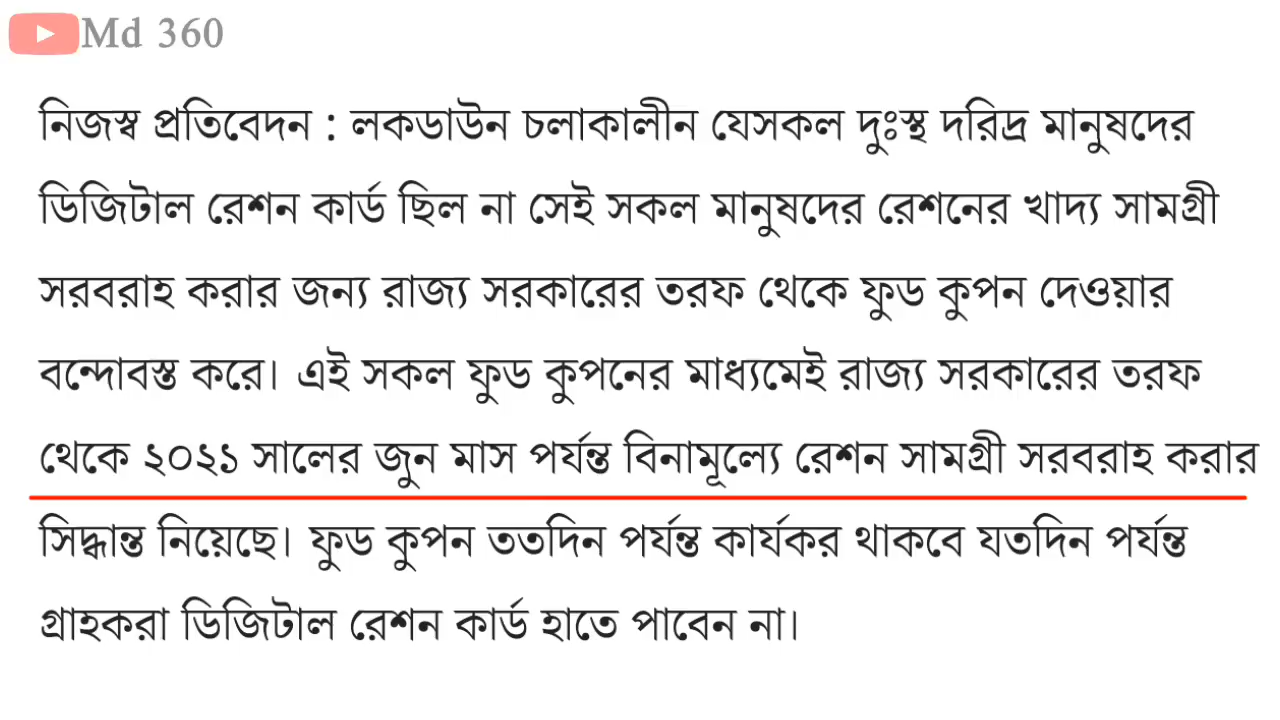 Md 360
নিজস্ব প্রতিবেদন : লকডাউন চলাকালীন যেসকল দুঃস্থ দরিদ্র মানুষদের
ডিজিটাল রেশন কার্ড ছিল না সেই সকল মানুষদের রেশনের খাদ্য সামগ্রী
সরবরাহ করার জন্য রাজ্য সরকারের তরফ থেকে ফুড কুপন দেওয়ার
বন্দোবস্ত করে। এই সকল ফুড কুপনের মাধ্যমেই রাজ্য সরকারের তরফ
থেকে ২০২১ সালের জুন মাস পর্যন্ত বিনামূল্যে রেশন সামগ্রী সরবরাহ করার
সিদ্ধান্ত নিয়েছে। ফুড কুপন ততদিন পর্যন্ত কার্যকর থাকবে যতদিন পর্যন্ত
গ্রাহকরা ডিজিটাল রেশন কার্ড হাতে পাবেন না।